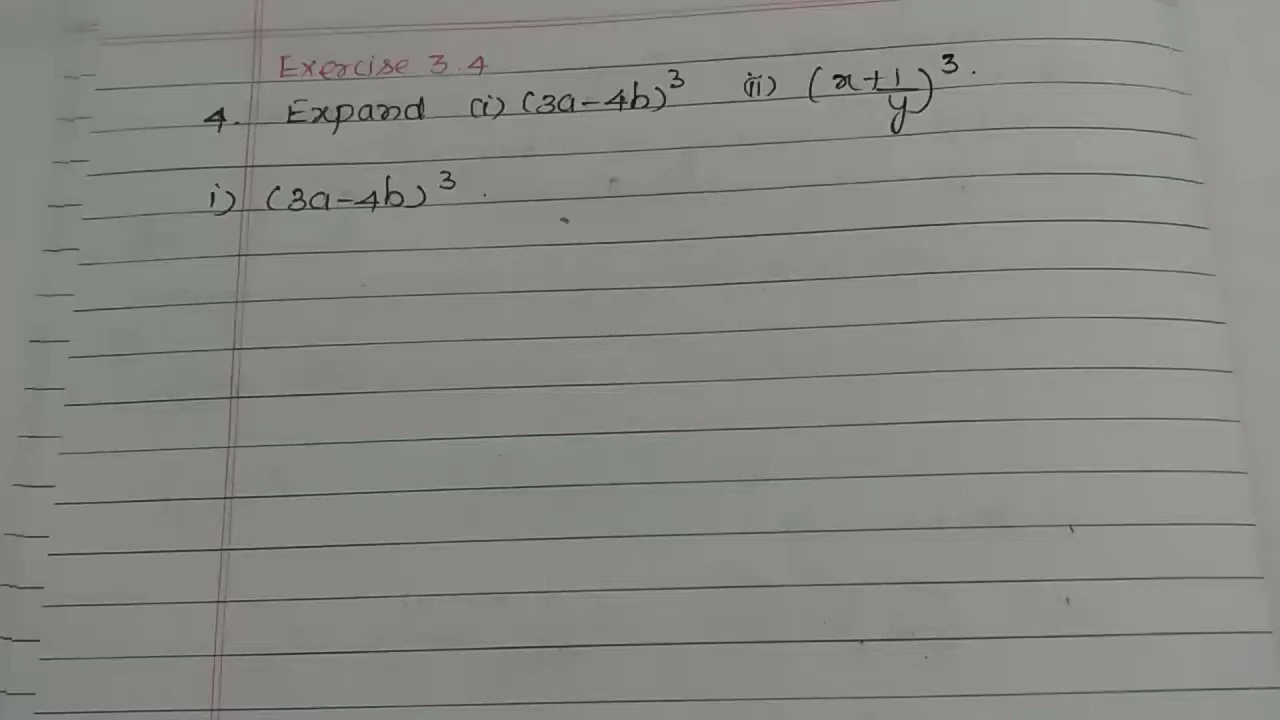 Exercise 3.4
4. Expand (i) (3a-4b)³ (ii) (x+1/y)³.
i) (3a-4b)³.